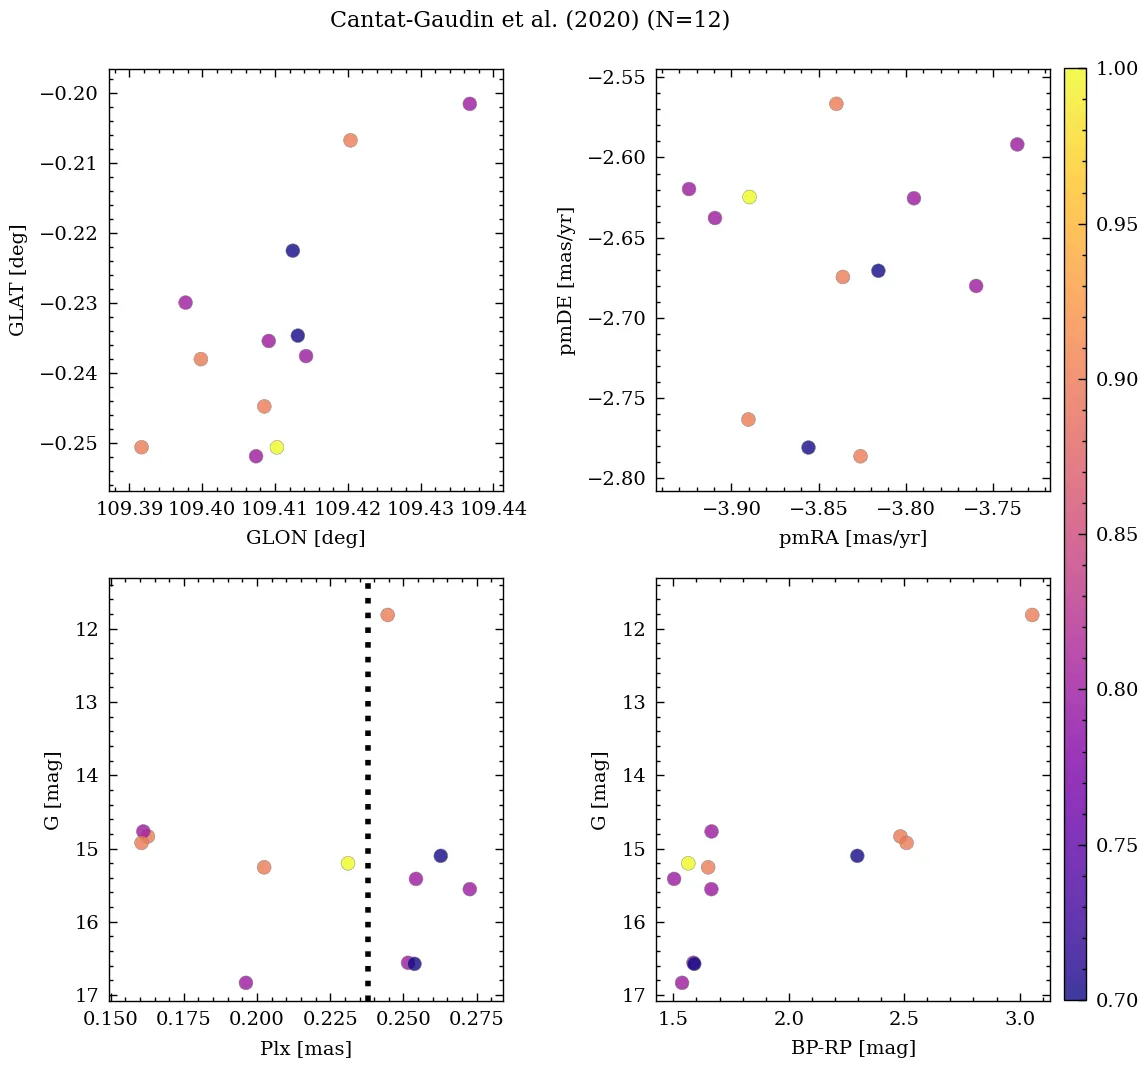 Cantat-Gaudin et al. (2020) (N=12)
−0.20
−0.21
−0.22
−0.23
−0.24
−0.25
GLAT [deg]
109.39 109.40 109.41 109.42 109.43 109.44
GLON [deg]
−2.55
−2.60
−2.65
−2.70
−2.75
−2.80
pmDE [mas/yr]
−3.90 −3.85 −3.80 −3.75
pmRA [mas/yr]
12
13
14
15
16
17
G [mag]
0.150 0.175 0.200 0.225 0.250 0.275
Plx [mas]
12
13
14
15
16
17
G [mag]
1.5 2.0 2.5 3.0
BP-RP [mag]
1.00
0.95
0.90
0.85
0.80
0.75
0.70